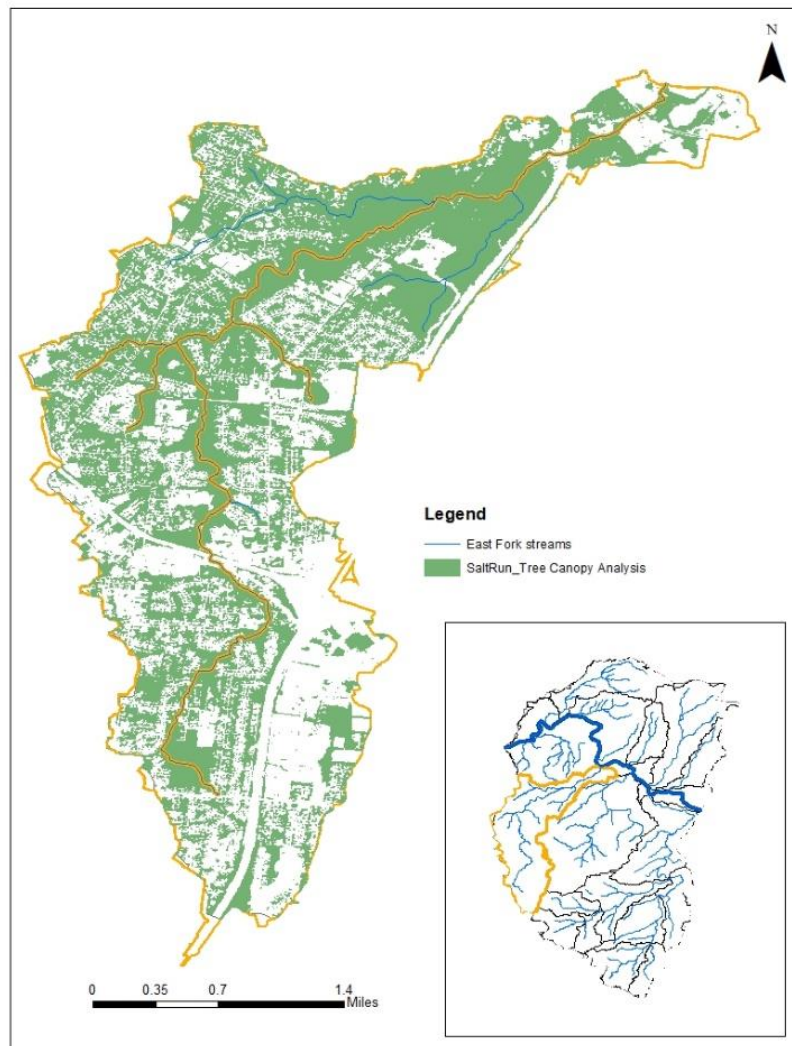 N
Legend
East Fork streams
SaltRun_Tree Canopy Analysis
0 0.35 0.7 1.4
Miles